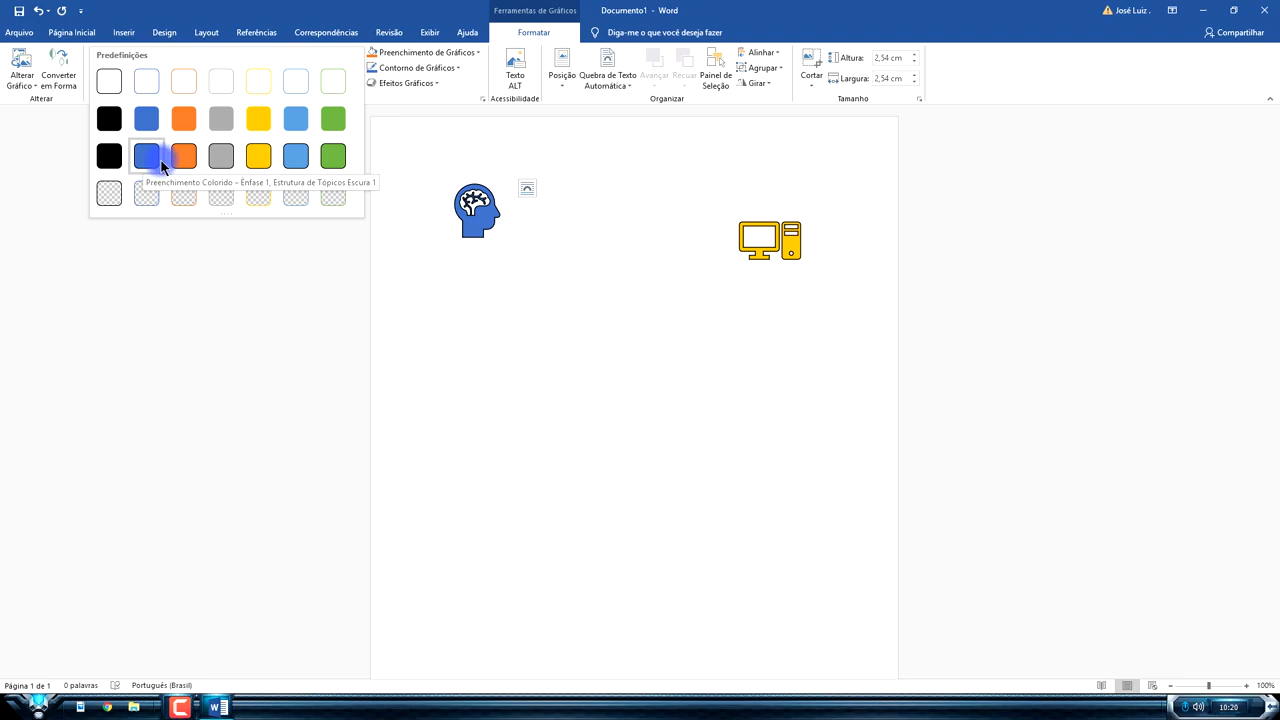 Ferramentas de Gráficos
Documento1 - Word
José Luiz .
Arquivo Página Inicial Inserir Design Layout Referências Correspondências Revisão Exibir Ajuda Formatar Diga-me o que você deseja fazer Compartilhar
Alterar Gráfico
Converter em Forma
Alterar
Predefinições
Preenchimento Colorido – Ênfase 1, Estrutura de Tópicos Escura 1
Preenchimento de Gráficos
Contorno de Gráficos
Efeitos Gráficos
Texto ALT
Acessibilidade
Posição
Quebra de Texto Automática
Avançar
Recuar
Painel de Seleção
Alinhar
Agrupar
Girar
Organizar
Cortar
Altura: 2,54 cm
Largura: 2,54 cm
Tamanho
Página 1 de 1 0 palavras Português (Brasil) 100%
10:20